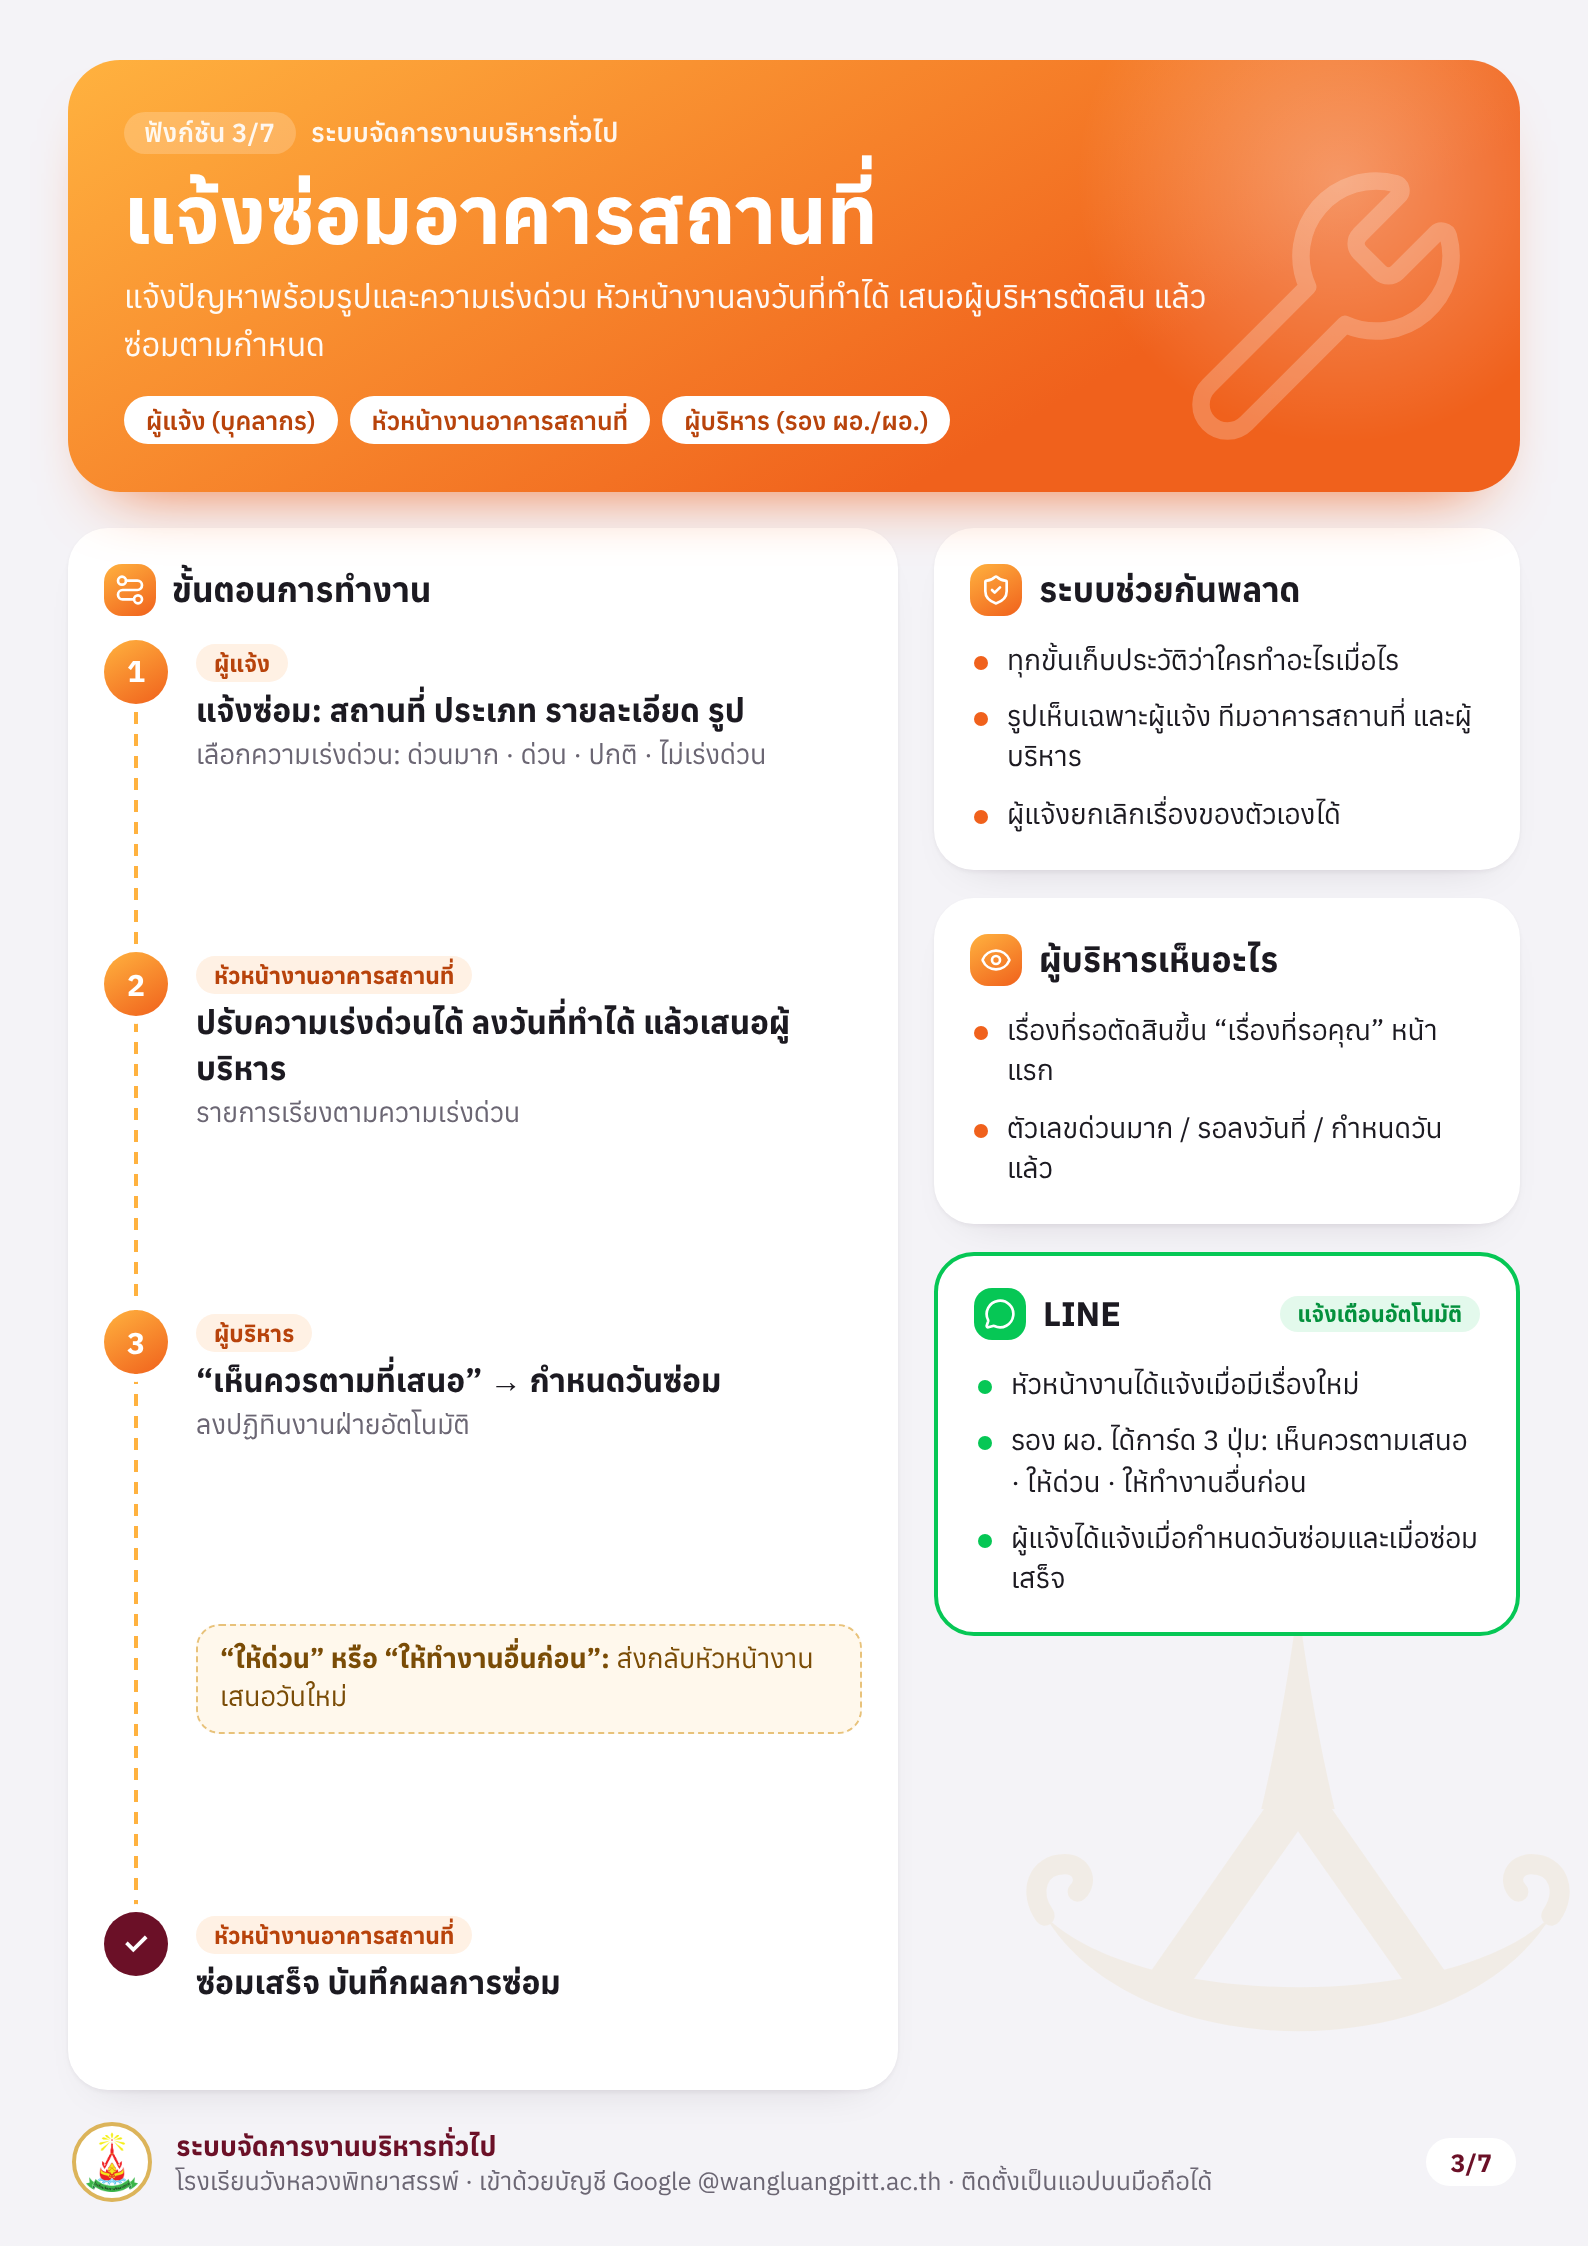 ฟังก์ชัน 3/7 ระบบจัดการงานบริหารทั่วไป
แจ้งซ่อมอาคารสถานที่
แจ้งปัญหาพร้อมรูปและความเร่งด่วน หัวหน้างานลงวันที่ทำได้ เสนอผู้บริหารตัดสิน แล้ว
ซ่อมตามกำหนด
ผู้แจ้ง (บุคลากร) หัวหน้างานอาคารสถานที่ ผู้บริหาร (รอง ผอ./ผอ.)
ขั้นตอนการทำงาน
1 ผู้แจ้ง
แจ้งซ่อม: สถานที่ ประเภท รายละเอียด รูป
เลือกความเร่งด่วน: ด่วนมาก · ด่วน · ปกติ · ไม่เร่งด่วน
2 หัวหน้างานอาคารสถานที่
ปรับความเร่งด่วนได้ ลงวันที่ทำได้ แล้วเสนอผู้
บริหาร
รายการเรียงตามความเร่งด่วน
3 ผู้บริหาร
“เห็นควรตามที่เสนอ” → กำหนดวันซ่อม
ลงปฏิทินงานฝ่ายอัตโนมัติ
“ให้ด่วน” หรือ “ให้ทำงานอื่นก่อน”: ส่งกลับหัวหน้างาน
เสนอวันใหม่
หัวหน้างานอาคารสถานที่
ซ่อมเสร็จ บันทึกผลการซ่อม
ระบบช่วยกันพลาด
ทุกขั้นเก็บประวัติว่าใครทำอะไรเมื่อไร
รูปเห็นเฉพาะผู้แจ้ง ทีมอาคารสถานที่ และผู้
บริหาร
ผู้แจ้งยกเลิกเรื่องของตัวเองได้
ผู้บริหารเห็นอะไร
เรื่องที่รอตัดสินขึ้น “เรื่องที่รอคุณ” หน้า
แรก
ตัวเลขด่วนมาก / รอลงวันที่ / กำหนดวัน
แล้ว
LINE แจ้งเตือนอัตโนมัติ
หัวหน้างานได้แจ้งเมื่อมีเรื่องใหม่
รอง ผอ. ได้การ์ด 3 ปุ่ม: เห็นควรตามเสนอ
· ให้ด่วน · ให้ทำงานอื่นก่อน
ผู้แจ้งได้แจ้งเมื่อกำหนดวันซ่อมและเมื่อซ่อม
เสร็จ
ระบบจัดการงานบริหารทั่วไป
โรงเรียนวังหลวงพิทยาสรรพ์ · เข้าด้วยบัญชี Google @wangluangpitt.ac.th · ติดตั้งเป็นแอปบนมือถือได้
3/7